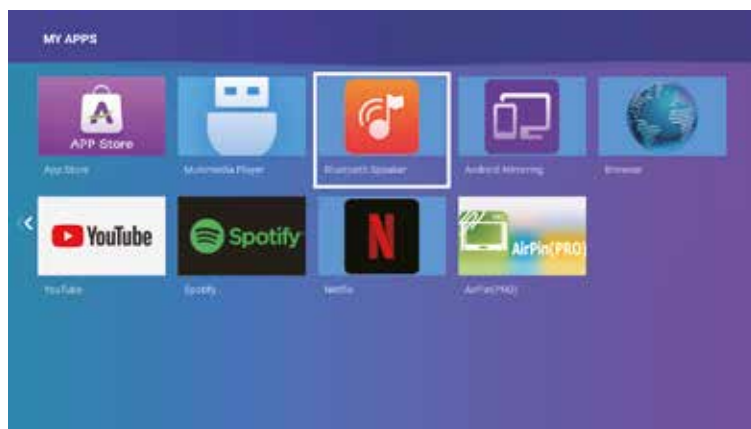 MY APPS
A
APP Store
App Store
Multimedia Player
Bluetooth Speaker
Android Mirroring
Browser
YouTube
Spotify
N
AirPin(PRO)
YouTube
Spotify
Netflix
AirPin(PRO)